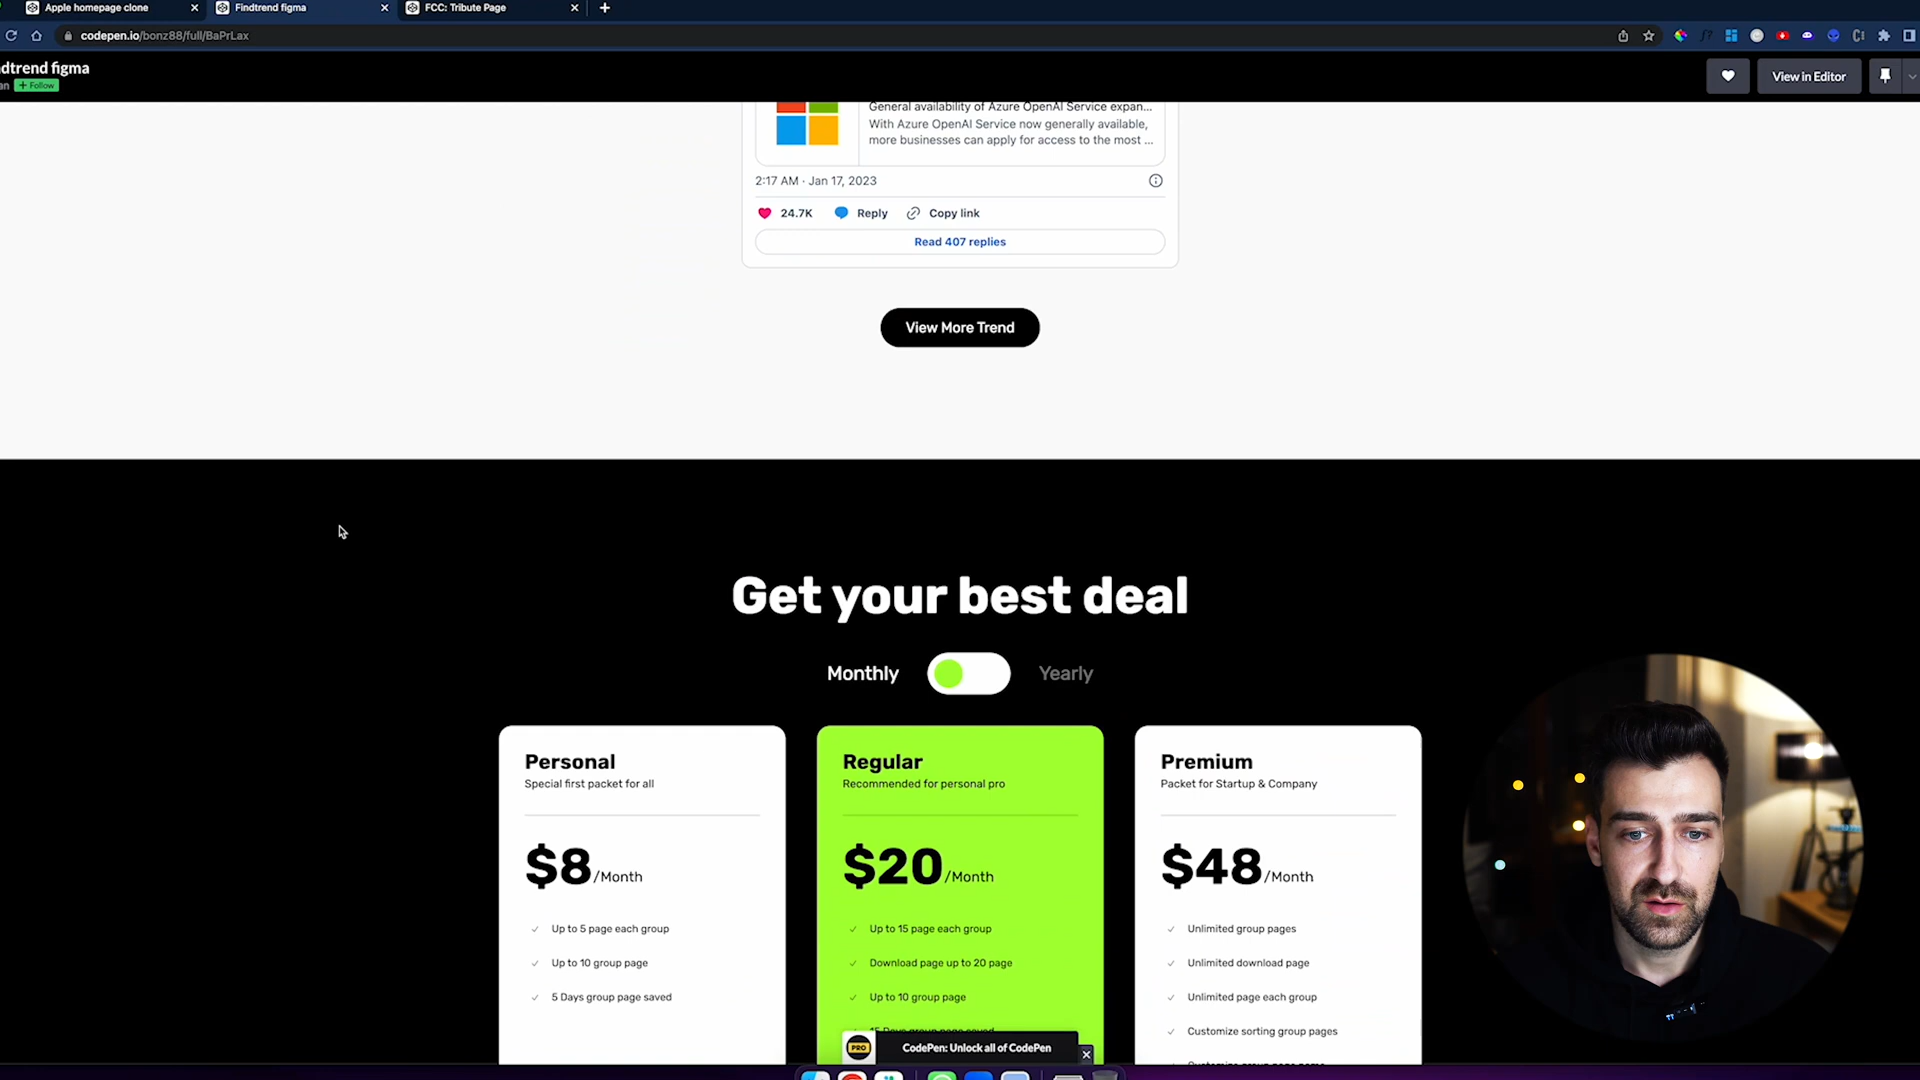 Apple homepage clone
Findtrend figma
FCC: Tribute Page
codepen.io/bonz88/full/BaPrLax
dtrend figma
an + Follow
View in Editor
General availability of Azure OpenAI Service expan...
With Azure OpenAI Service now generally available,
more businesses can apply for access to the most ...
2:17 AM · Jan 17, 2023
24.7K Reply Copy link
Read 407 replies
View More Trend
Get your best deal
Monthly Yearly
Personal
Special first packet for all
$8/Month
Up to 5 page each group
Up to 10 group page
5 Days group page saved
Regular
Recommended for personal pro
$20/Month
Up to 15 page each group
Download page up to 20 page
Up to 10 group page
15 Days group page saved
Premium
Packet for Startup & Company
$48/Month
Unlimited group pages
Unlimited download page
Unlimited page each group
Customize sorting group pages
PRO CodePen: Unlock all of CodePen